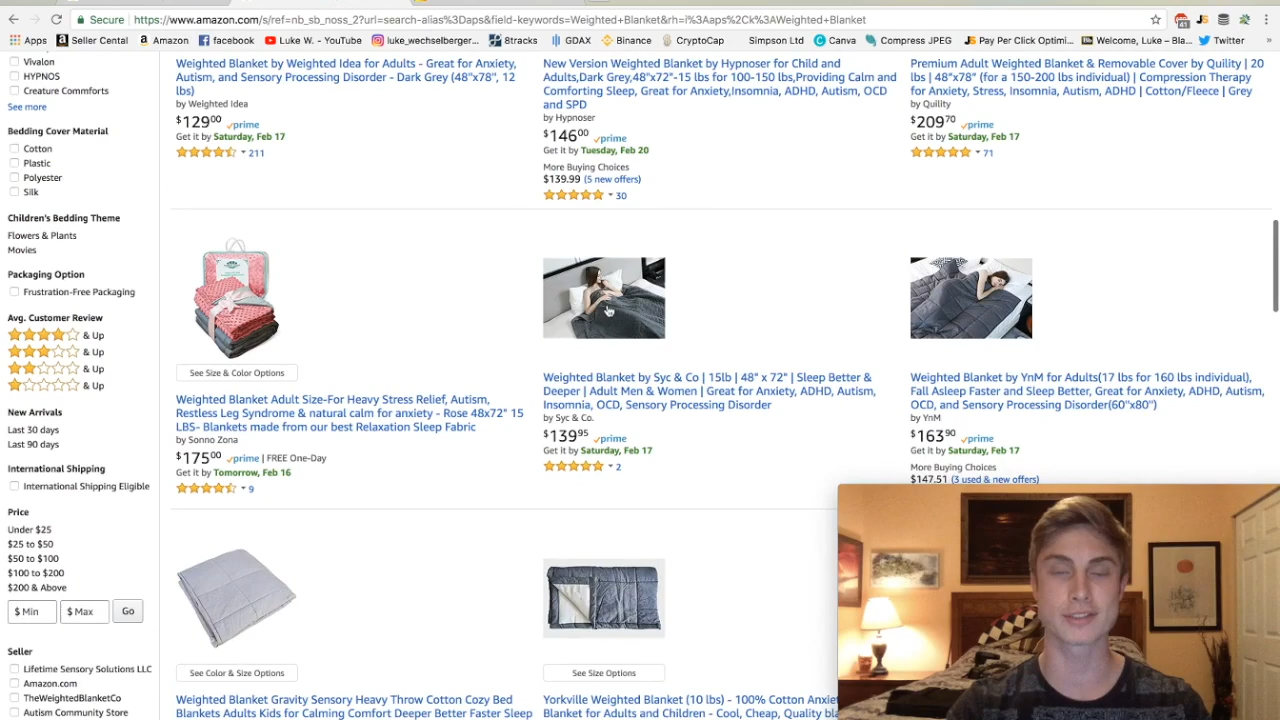 Secure | https://www.amazon.com/s/ref=nb_sb_noss_2?url=search-alias%3Daps&field-keywords=Weighted+Blanket&rh=i%3Aaps%2Ck%3AWeighted+Blanket
41
Apps Seller Cental Amazon facebook Luke W. - YouTube luke_wechselberger... 8tracks GDAX Binance CryptoCap Simpson Ltd Canva Compress JPEG Pay Per Click Optimi... Welcome, Luke – Bla... Twitter »
Vivalon
HYPNOS
Creature Commforts
See more
Bedding Cover Material
Cotton
Plastic
Polyester
Silk
Children's Bedding Theme
Flowers & Plants
Movies
Packaging Option
Frustration-Free Packaging
Avg. Customer Review
& Up
& Up
& Up
& Up
New Arrivals
Last 30 days
Last 90 days
International Shipping
International Shipping Eligible
Price
Under $25
$25 to $50
$50 to $100
$100 to $200
$200 & Above
$ Min $ Max Go
Seller
Lifetime Sensory Solutions LLC
Amazon.com
TheWeightedBlanketCo
Autism Community Store
Weighted Blanket by Weighted Idea for Adults - Great for Anxiety,
Autism, and Sensory Processing Disorder - Dark Grey (48"x78", 12
lbs)
by Weighted Idea
$129.00 prime
Get it by Saturday, Feb 17
211
New Version Weighted Blanket by Hypnoser for Child and
Adults,Dark Grey,48"x72"-15 lbs for 100-150 lbs,Providing Calm and
Comforting Sleep, Great for Anxiety,Insomnia, ADHD, Autism, OCD
and SPD
by Hypnoser
$146.00 prime
Get it by Tuesday, Feb 20
More Buying Choices
$139.99 (5 new offers)
30
Premium Adult Weighted Blanket & Removable Cover by Quility | 20
lbs | 48"x78" (for a 150-200 lbs individual) | Compression Therapy
for Anxiety, Stress, Insomnia, Autism, ADHD | Cotton/Fleece | Grey
by Quility
$209.70 prime
Get it by Saturday, Feb 17
71
See Size & Color Options
Weighted Blanket Adult Size-For Heavy Stress Relief, Autism,
Restless Leg Syndrome & natural calm for anxiety - Rose 48x72" 15
LBS- Blankets made from our best Relaxation Sleep Fabric
by Sonno Zona
$175.00 prime | FREE One-Day
Get it by Tomorrow, Feb 16
9
Weighted Blanket by Syc & Co | 15lb | 48" x 72" | Sleep Better &
Deeper | Adult Men & Women | Great for Anxiety, ADHD, Autism,
Insomnia, OCD, Sensory Processing Disorder
by Syc & Co.
$139.95 prime
Get it by Saturday, Feb 17
2
Weighted Blanket by YnM for Adults(17 lbs for 160 lbs individual),
Fall Asleep Faster and Sleep Better, Great for Anxiety, ADHD, Autism,
OCD, and Sensory Processing Disorder(60"x80")
by YnM
$163.90 prime
Get it by Saturday, Feb 17
More Buying Choices
$147.51 (3 used & new offers)
See Color & Size Options
Weighted Blanket Gravity Sensory Heavy Throw Cotton Cozy Bed
Blankets Adults Kids for Calming Comfort Deeper Better Faster Sleep
See Size Options
Yorkville Weighted Blanket (10 lbs) - 100% Cotton
Blanket for Adults and Children - Cool, Cheap, Quality